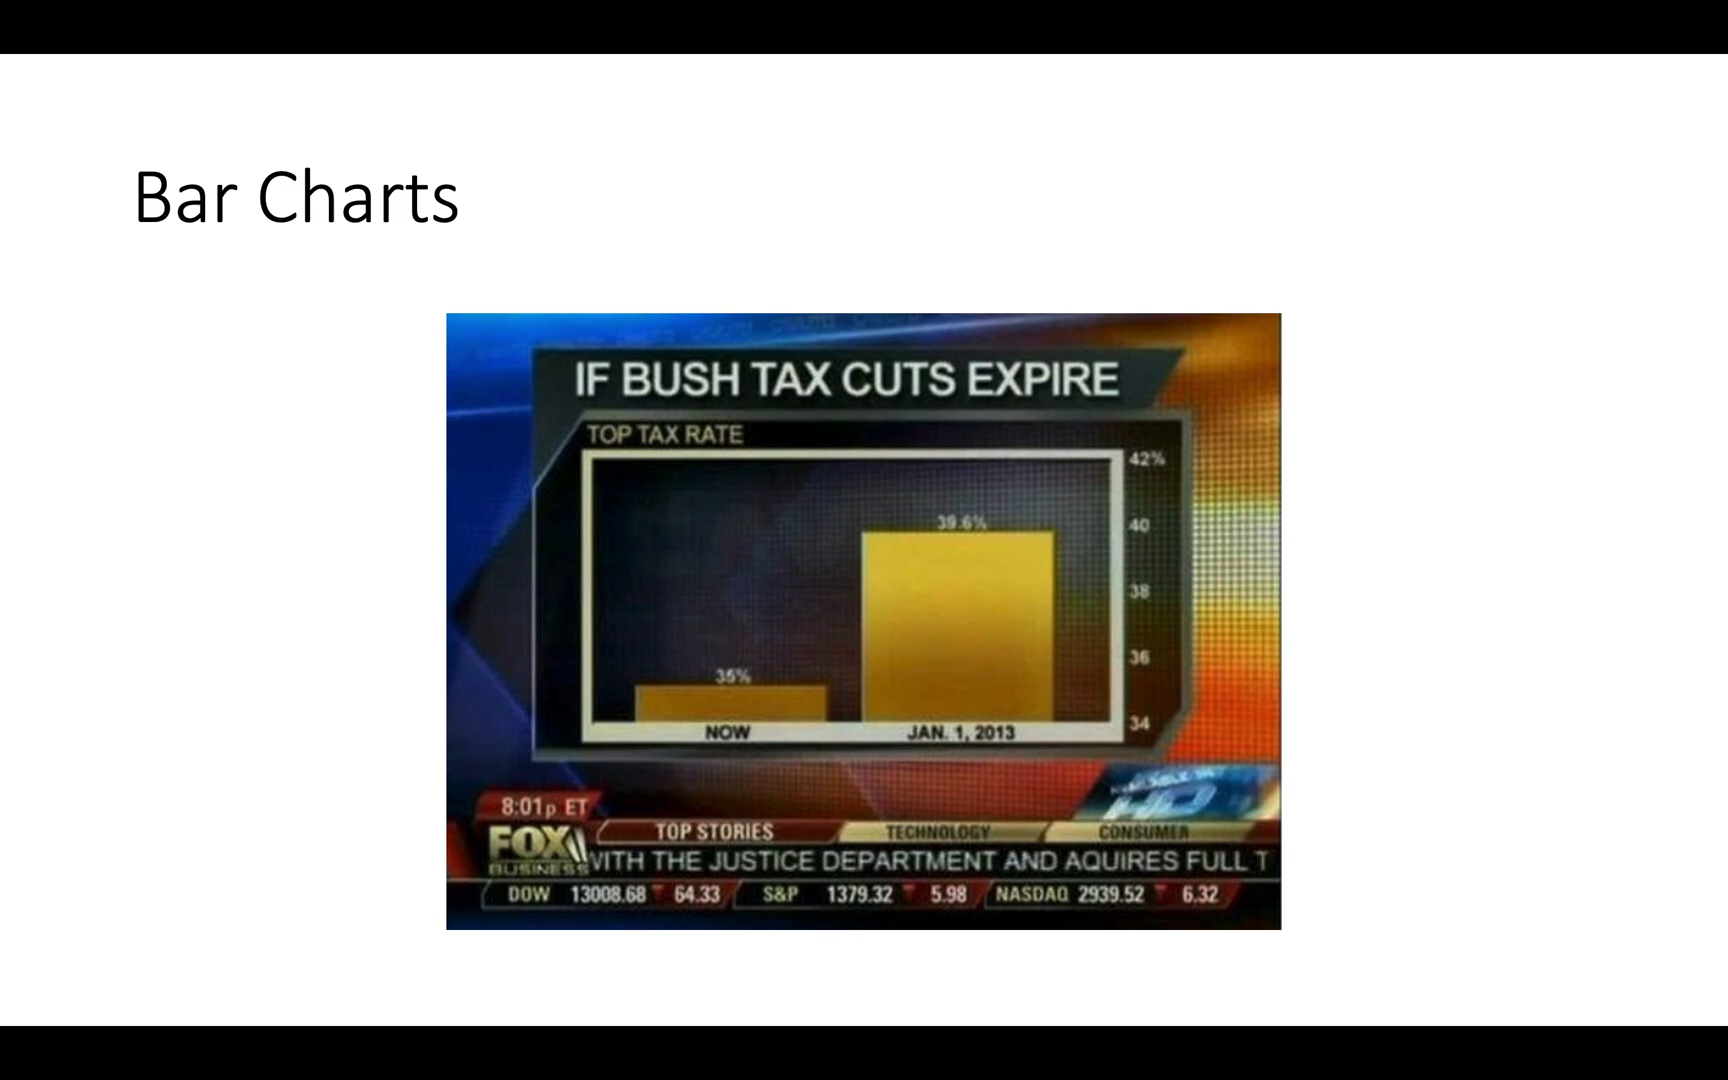 Bar Charts
IF BUSH TAX CUTS EXPIRE
TOP TAX RATE
42%
39.6%
40
38
36
35%
34
NOW
JAN. 1, 2013
8:01p ET
TOP STORIES
TECHNOLOGY
CONSUMER
FOX
BUSINESS
WITH THE JUSTICE DEPARTMENT AND AQUIRES FULL T
DOW 13008.68 ▼ 64.33
S&P 1379.32 ▼ 5.98
NASDAQ 2939.52 ▼ 6.32
HD